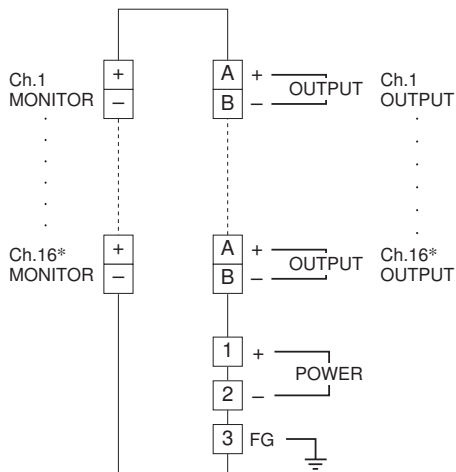 Ch.1
MONITOR
+
–
A +
B –
OUTPUT
Ch.1
OUTPUT
Ch.16*
MONITOR
+
–
A +
B –
OUTPUT
Ch.16*
OUTPUT
1 +
2 –
POWER
3 FG